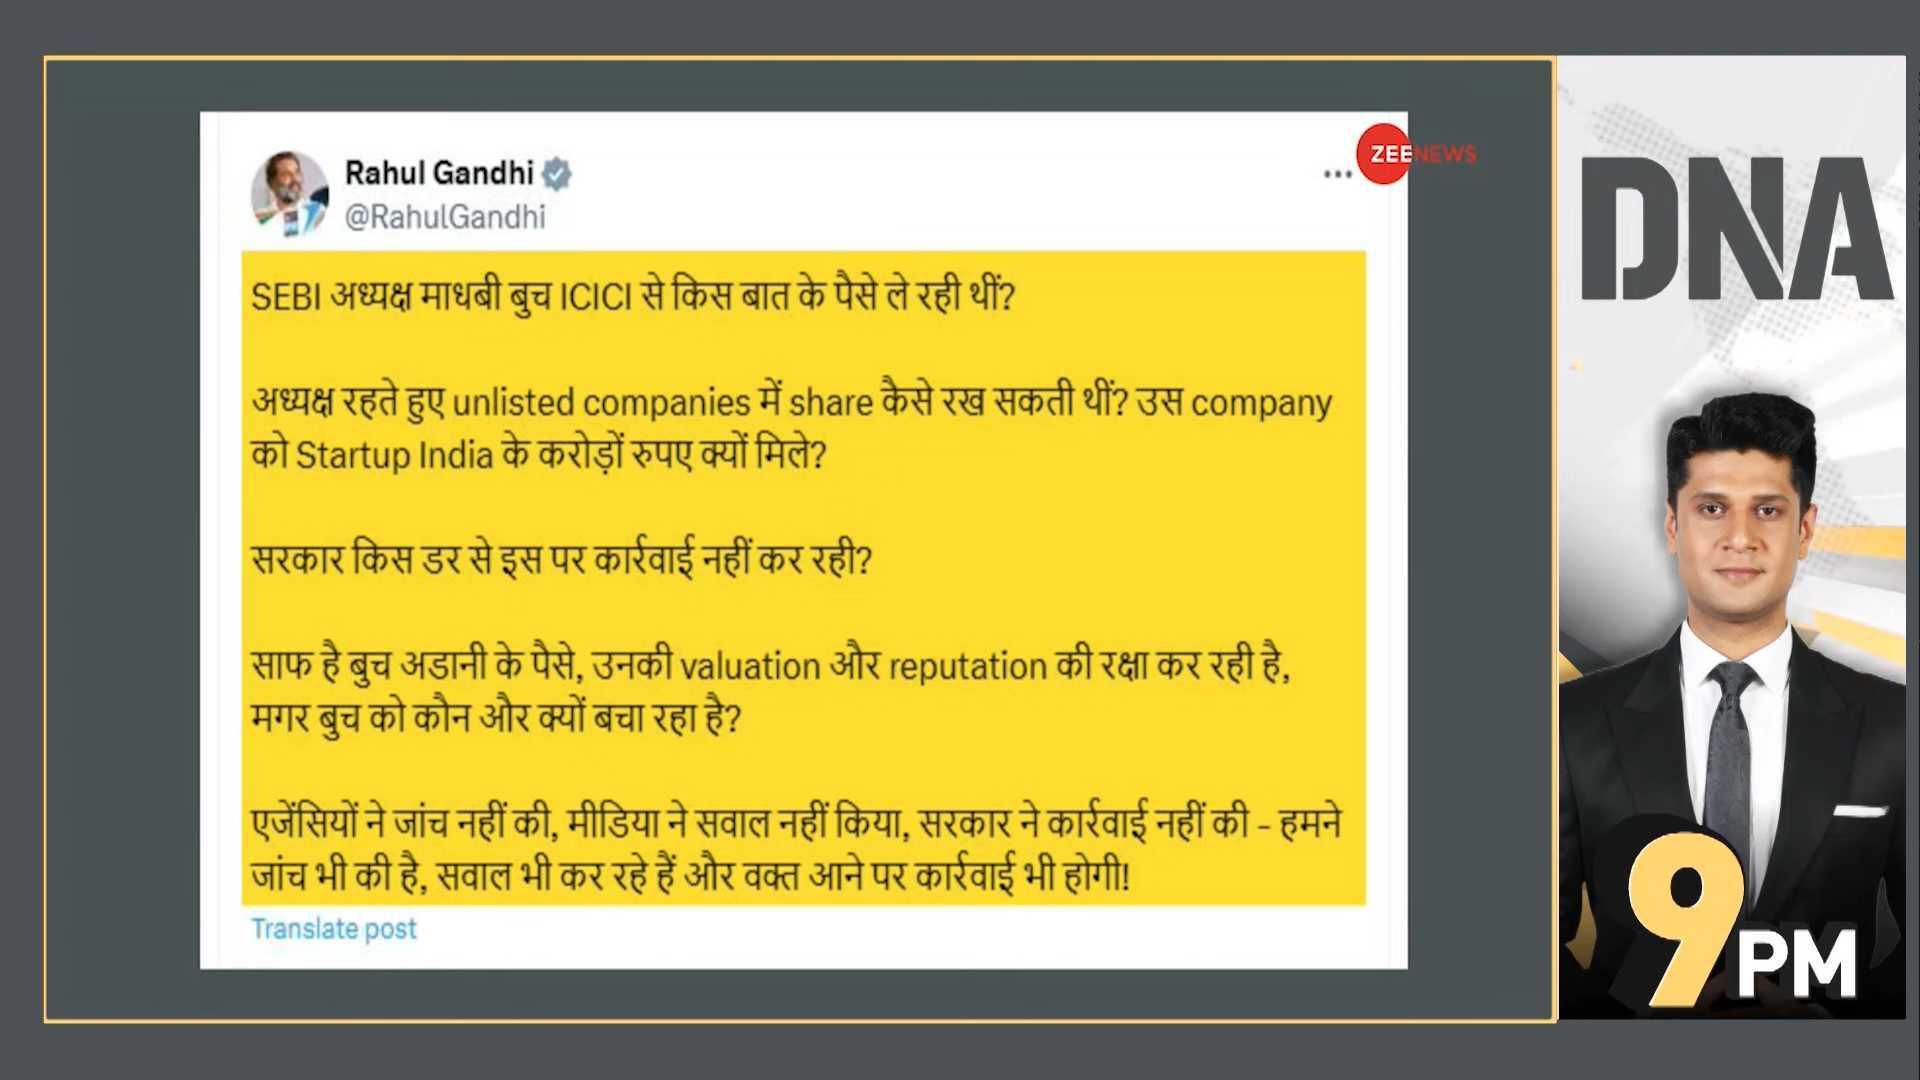 Rahul Gandhi
@RahulGandhi
ZEE NEWS
SEBI अध्यक्ष माधबी बुच ICICI से किस बात के पैसे ले रही थीं?
अध्यक्ष रहते हुए unlisted companies में share कैसे रख सकती थीं? उस company
को Startup India के करोड़ों रुपए क्यों मिले?
सरकार किस डर से इस पर कार्रवाई नहीं कर रही?
साफ है बुच अडानी के पैसे, उनकी valuation और reputation की रक्षा कर रही है,
मगर बुच को कौन और क्यों बचा रहा है?
एजेंसियों ने जांच नहीं की, मीडिया ने सवाल नहीं किया, सरकार ने कार्रवाई नहीं की - हमने
जांच भी की है, सवाल भी कर रहे हैं और वक्त आने पर कार्रवाई भी होगी!
Translate post
DNA
9 PM